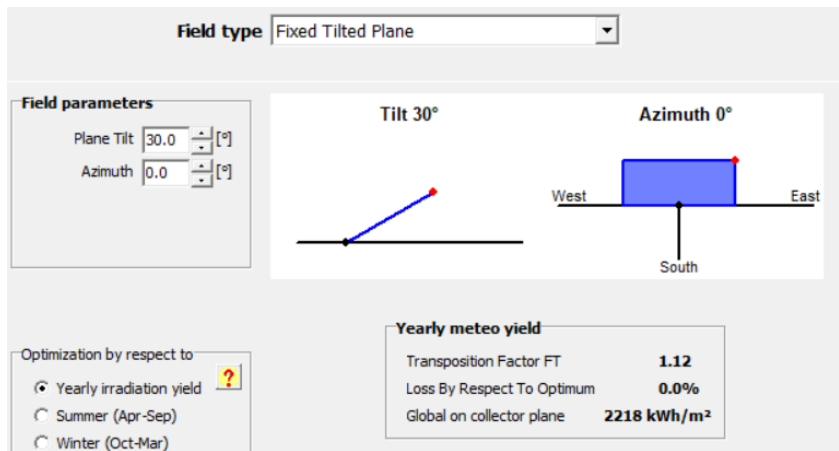 Field type Fixed Tilted Plane
Field parameters
Plane Tilt 30.0 [º]
Azimuth 0.0 [º]
Tilt 30°
Azimuth 0°
West East
South
Optimization by respect to
?
Yearly irradiation yield
Summer (Apr-Sep)
Winter (Oct-Mar)
Yearly meteo yield
Transposition Factor FT 1.12
Loss By Respect To Optimum 0.0%
Global on collector plane 2218 kWh/m²